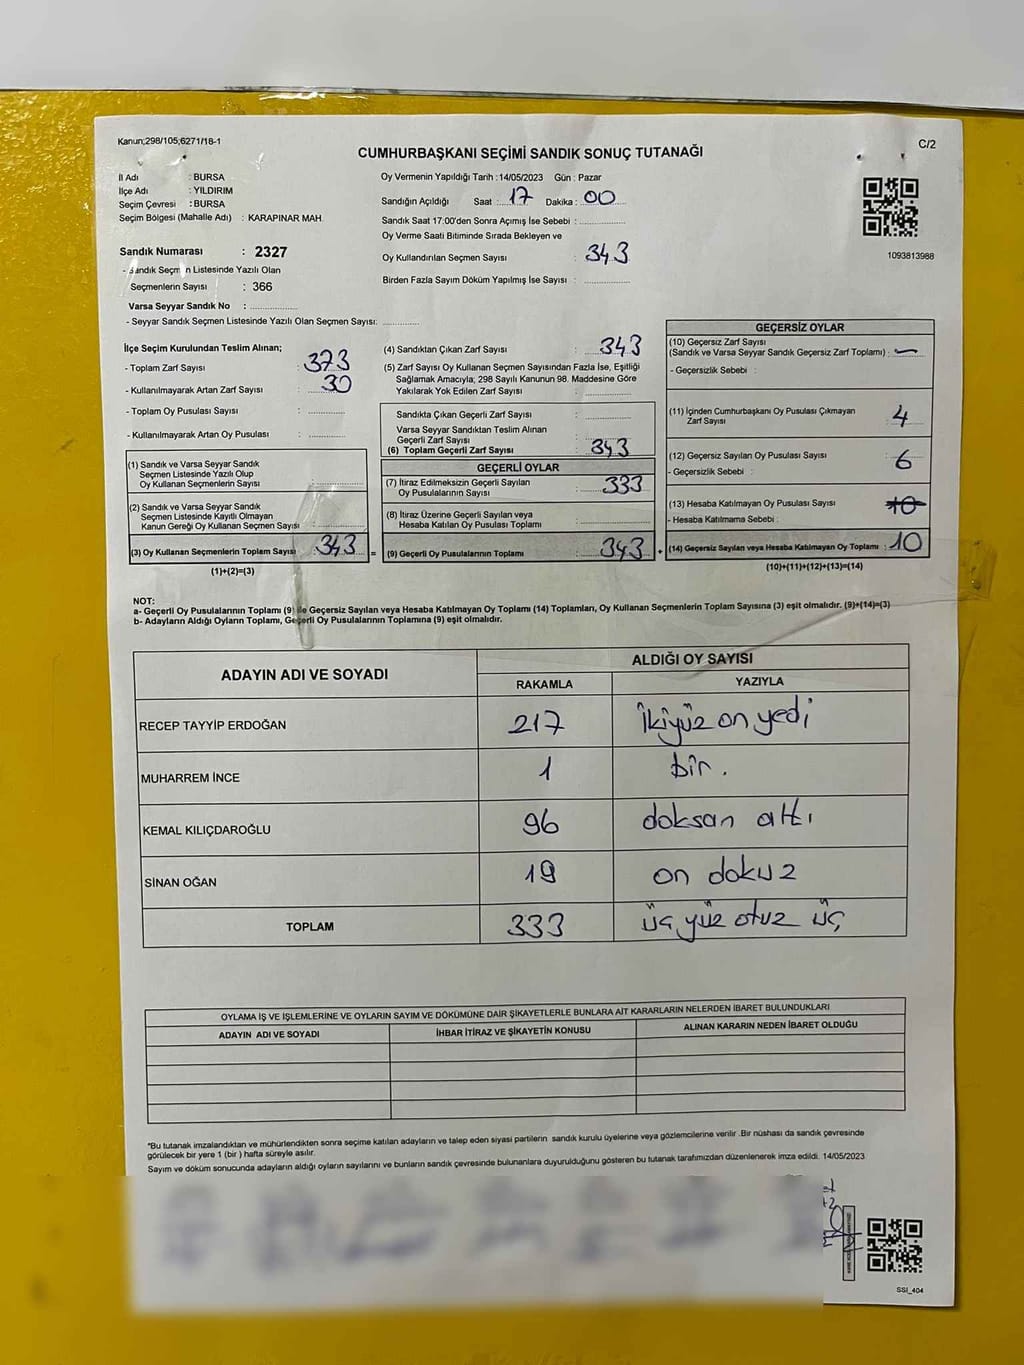 Kanun;298/105;6271/18-1
C/2
CUMHURBAŞKANI SEÇİMİ SANDIK SONUÇ TUTANAĞI
İl Adı : BURSA
İlçe Adı : YILDIRIM
Seçim Çevresi : BURSA
Seçim Bölgesi (Mahalle Adı) : KARAPINAR MAH.
Sandık Numarası : 2327
- Sandık Seçmen Listesinde Yazılı Olan
Seçmenlerin Sayısı : 366
Varsa Seyyar Sandık No :
- Seyyar Sandık Seçmen Listesinde Yazılı Olan Seçmen Sayısı:
Oy Vermenin Yapıldığı Tarih :14/05/2023 Gün : Pazar
Sandığın Açıldığı Saat : 17 Dakika : 00
Sandık Saat 17:00'den Sonra Açımış İse Sebebi :
Oy Verme Saati Bitiminde Sırada Bekleyen ve
Oy Kullandırılan Seçmen Sayısı : 343
Birden Fazla Sayım Döküm Yapılmış İse Sayısı :
1093813988
İlçe Seçim Kurulundan Teslim Alınan;
- Toplam Zarf Sayısı : 373
- Kullanılmayarak Artan Zarf Sayısı : 30
- Toplam Oy Pusulası Sayısı :
- Kullanılmayarak Artan Oy Pusulası :
(1) Sandık ve Varsa Seyyar Sandık
Seçmen Listesinde Yazılı Olup
Oy Kullanan Seçmenlerin Sayısı :
(2) Sandık ve Varsa Seyyar Sandık
Seçmen Listesinde Kayıtlı Olmayan
Kanun Gereği Oy Kullanan Seçmen Sayısı :
(3) Oy Kullanan Seçmenlerin Toplam Sayısı : 343 =
(1)+(2)=(3)
(4) Sandıktan Çıkan Zarf Sayısı : 343
(5) Zarf Sayısı Oy Kullanan Seçmen Sayısından Fazla İse, Eşitliği
Sağlamak Amacıyla; 298 Sayılı Kanunun 98. Maddesine Göre
Yakılarak Yok Edilen Zarf Sayısı :
Sandıkta Çıkan Geçerli Zarf Sayısı :
Varsa Seyyar Sandıktan Teslim Alınan
Geçerli Zarf Sayısı :
(6) Toplam Geçerli Zarf Sayısı : 343
GEÇERLİ OYLAR
(7) İtiraz Edilmeksizin Geçerli Sayılan
Oy Pusulalarının Sayısı : 333
(8) İtiraz Üzerine Geçerli Sayılan veya
Hesaba Katılan Oy Pusulası Toplamı :
(9) Geçerli Oy Pusulalarının Toplamı : 343 +
GEÇERSİZ OYLAR
(10) Geçersiz Zarf Sayısı
(Sandık ve Varsa Seyyar Sandık Geçersiz Zarf Toplamı) : —
- Geçersizlik Sebebi :
(11) İçinden Cumhurbaşkanı Oy Pusulası Çıkmayan
Zarf Sayısı : 4
(12) Geçersiz Sayılan Oy Pusulası Sayısı : 6
- Geçersizlik Sebebi :
(13) Hesaba Katılmayan Oy Pusulası Sayısı : 10
- Hesaba Katılmama Sebebi :
(14) Geçersiz Sayılan veya Hesaba Katılmayan Oy Toplamı : 10
(10)+(11)+(12)+(13)=(14)
NOT:
a- Geçerli Oy Pusulalarının Toplamı (9) ile Geçersiz Sayılan veya Hesaba Katılmayan Oy Toplamı (14) Toplamları, Oy Kullanan Seçmenlerin Toplam Sayısına (3) eşit olmalıdır. (9)+(14)=(3)
b- Adayların Aldığı Oyların Toplamı, Geçerli Oy Pusulalarının Toplamına (9) eşit olmalıdır.
ADAYIN ADI VE SOYADI ALDIĞI OY SAYISI
RAKAMLA YAZIYLA
RECEP TAYYİP ERDOĞAN 217 ikiyüz on yedi
MUHARREM İNCE 1 bir.
KEMAL KILIÇDAROĞLU 96 doksan altı
SİNAN OĞAN 19 on dokuz
TOPLAM 333 üç yüz otuz üç
OYLAMA İŞ VE İŞLEMLERİNE VE OYLARIN SAYIM VE DÖKÜMÜNE DAİR ŞİKAYETLERLE BUNLARA AİT KARARLARIN NELERDEN İBARET BULUNDUKLARI
ADAYIN ADI VE SOYADI İHBAR İTİRAZ VE ŞİKAYETİN KONUSU ALINAN KARARIN NEDEN İBARET OLDUĞU
*Bu tutanak imzalandıktan ve mühürlendikten sonra seçime katılan adayların ve talep eden siyasi partilerin sandık kurulu üyelerine veya gözlemcilerine verilir .Bir nüshası da sandık çevresinde
görülecek bir yere 1 (bir ) hafta süreyle asılır.
Sayım ve döküm sonucunda adayların aldığı oyların sayılarını ve bunların sandık çevresinde bulunanlara duyurulduğunu gösteren bu tutanak tarafımızdan düzenlenerek imza edildi. 14/05/2023
SSI_404